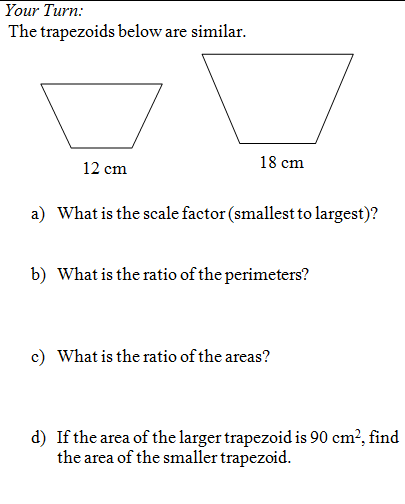 Your Turn:
The trapezoids below are similar.
12 cm
18 cm
a) What is the scale factor (smallest to largest)?
b) What is the ratio of the perimeters?
c) What is the ratio of the areas?
d) If the area of the larger trapezoid is 90 cm², find
the area of the smaller trapezoid.